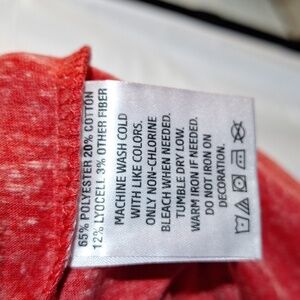 65% POLYESTER 20% COTTON
12% LYOCELL 3% OTHER FIBER
MACHINE WASH COLD
WITH LIKE COLORS.
ONLY NON-CHLORINE
BLEACH WHEN NEEDED.
TUMBLE DRY LOW.
WARM IRON IF NEEDED.
DO NOT IRON ON
DECORATION.